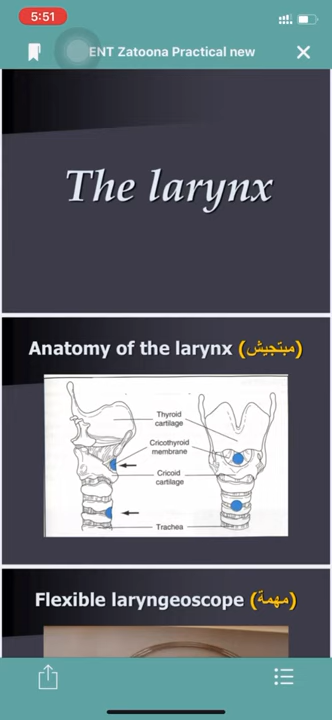 5:51
ENT Zatoona Practical new
The larynx
Anatomy of the larynx (مبتجيش)
Thyroid
cartilage
Cricothyroid
membrane
Cricoid
cartilage
Trachea
Flexible laryngeoscope (مهمة)